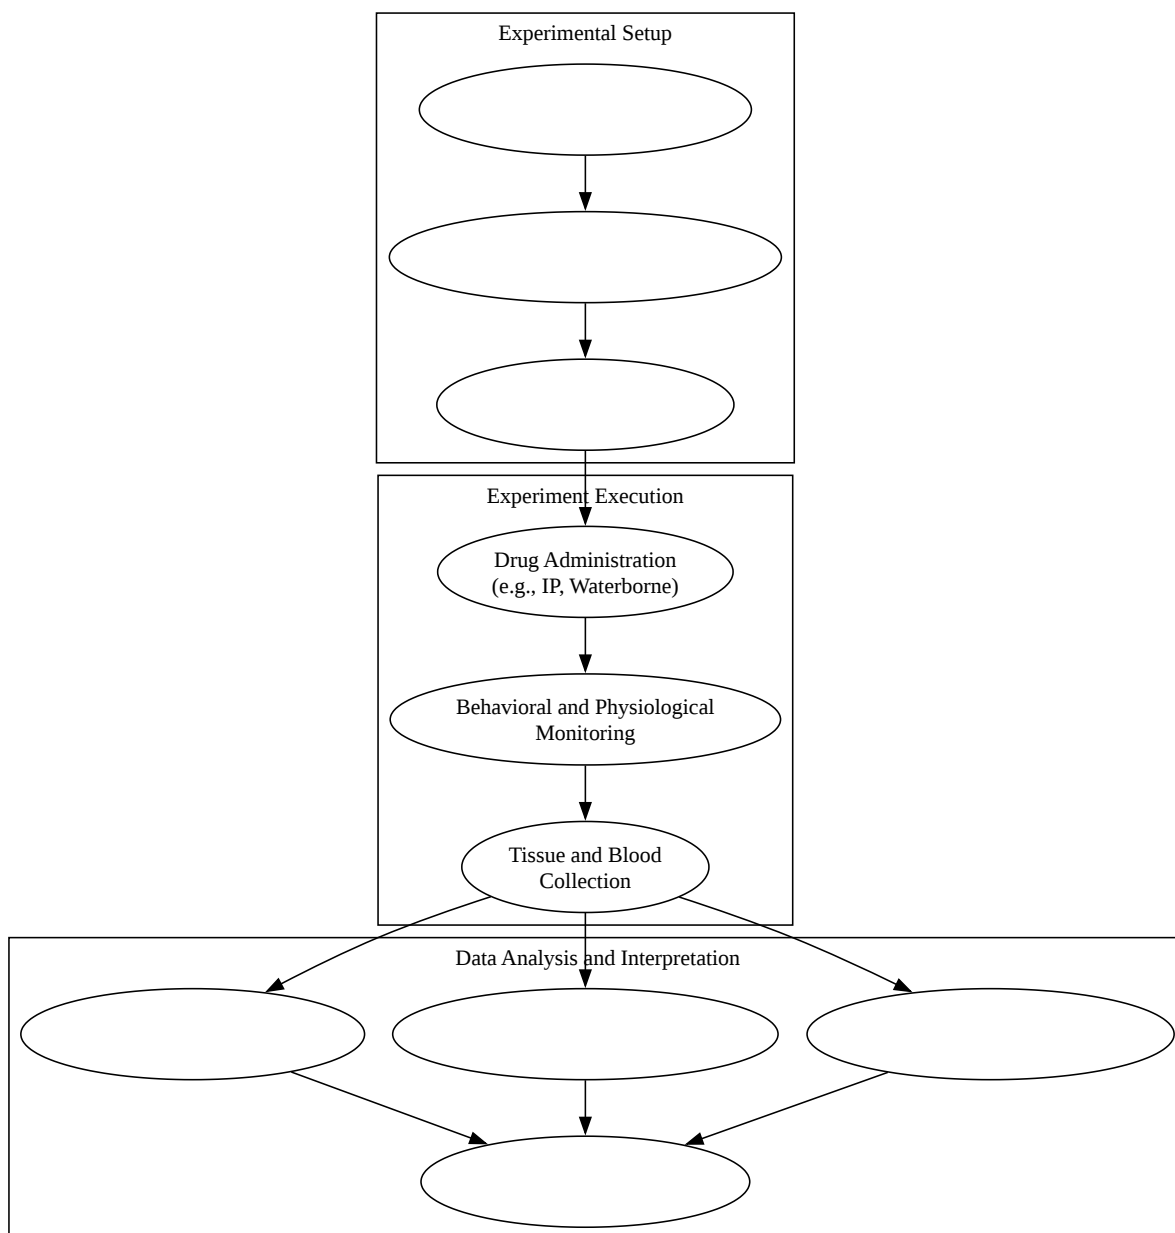 Experimental Setup
Experiment Execution
Drug Administration
(e.g., IP, Waterborne)
Behavioral and Physiological
Monitoring
Tissue and Blood
Collection
Data Analysis and Interpretation